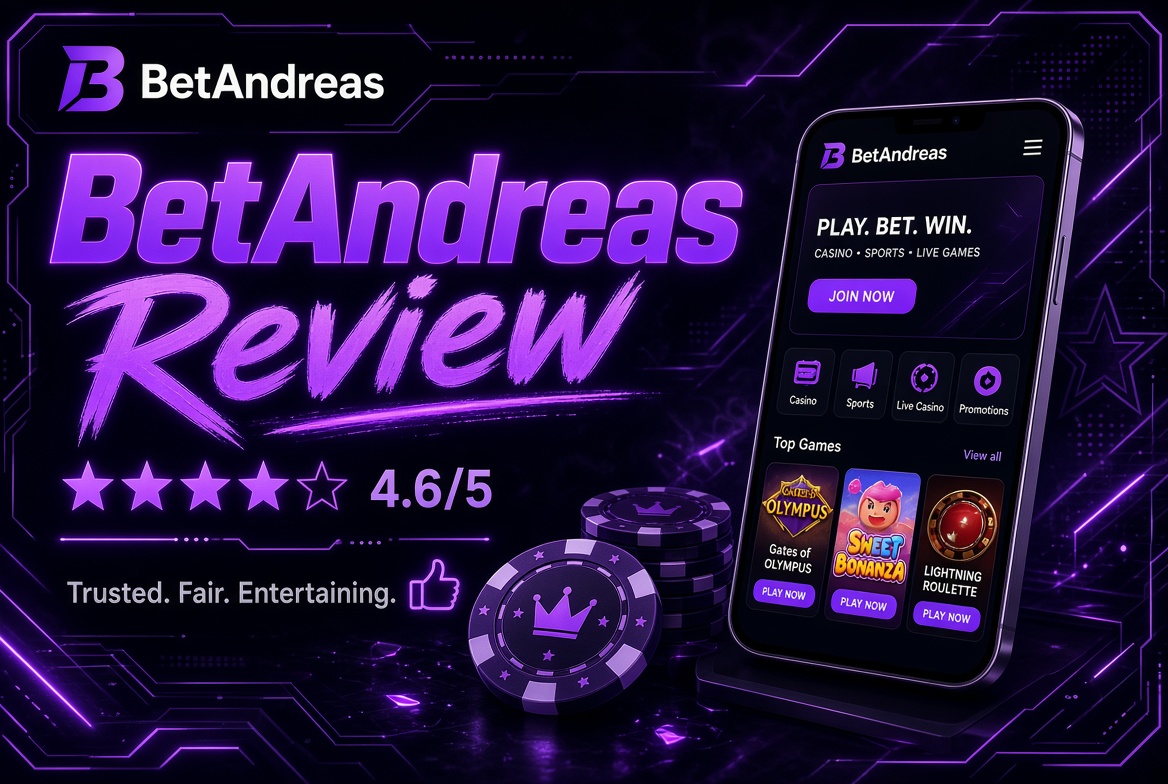 BetAndreas
BetAndreas
Review
4.6/5
Trusted. Fair. Entertaining.
BetAndreas
PLAY. BET. WIN.
CASINO • SPORTS • LIVE GAMES
JOIN NOW
Casino
Sports
Live Casino
Promotions
Top Games
View all
GATES OF
OLYMPUS
Gates of
OLYMPUS
PLAY NOW
SWEET
BONANZA
PLAY NOW
LIGHTNING
ROULETTE
PLAY NOW